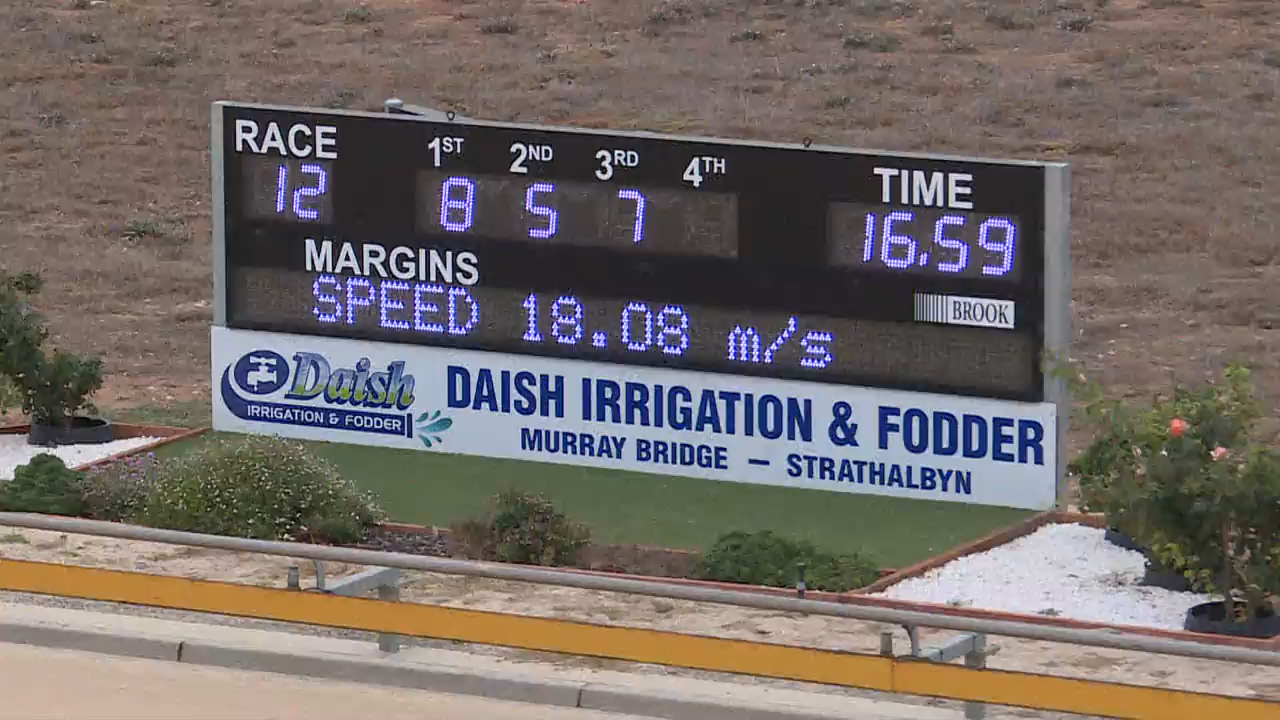 RACE 1ST 2ND 3RD 4TH TIME
12 8 5 7 16.59
MARGINS
SPEED 19.08 m/s
BROOK
Daish
IRRIGATION & FODDER
DAISH IRRIGATION & FODDER
MURRAY BRIDGE – STRATHALBYN